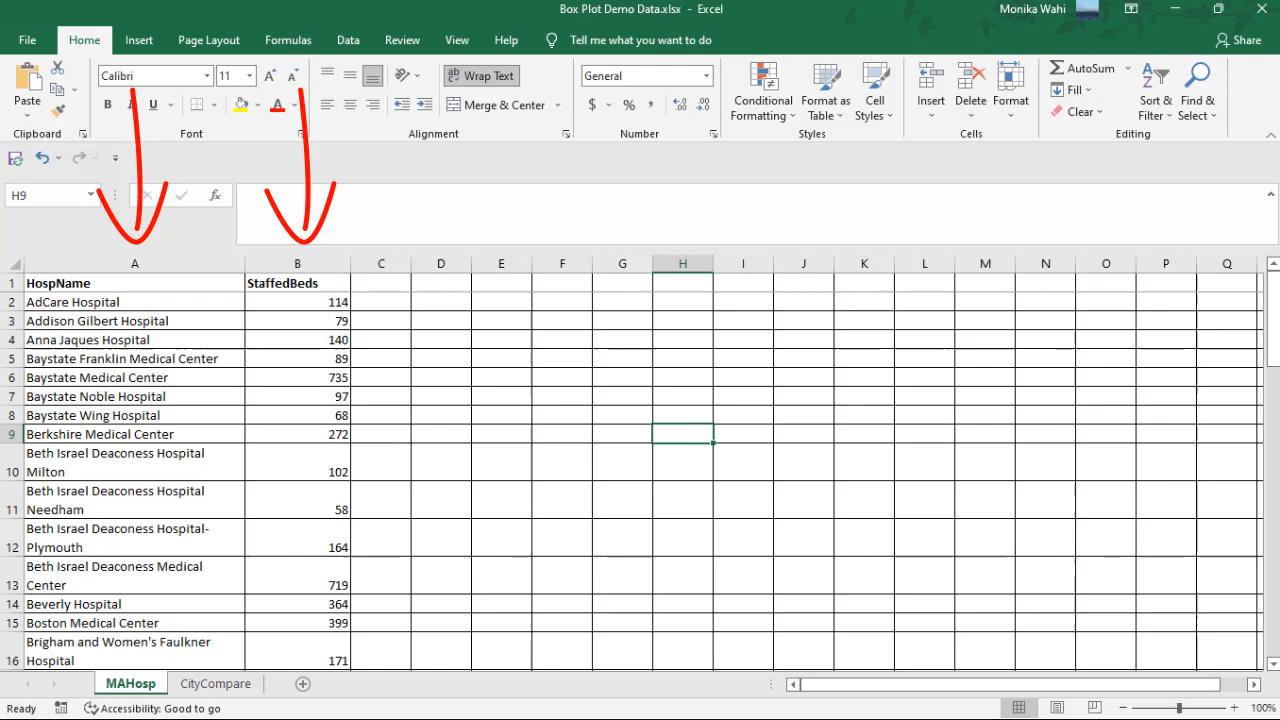 Box Plot Demo Data.xlsx - Excel
Monika Wahi
File Home Insert Page Layout Formulas Data Review View Help Tell me what you want to do Share
Paste
Clipboard
Calibri 11
B U A
Font
ab Wrap Text
Merge & Center
Alignment
General
$ % ,
Number
Conditional Formatting
Format as Table
Cell Styles
Styles
Insert Delete Format
Cells
AutoSum
Fill
Clear
Sort & Filter
Find & Select
Editing
H9 fx
A B C D E F G H I J K L M N O P Q
1 HospName StaffedBeds
2 AdCare Hospital 114
3 Addison Gilbert Hospital 79
4 Anna Jaques Hospital 140
5 Baystate Franklin Medical Center 89
6 Baystate Medical Center 735
7 Baystate Noble Hospital 97
8 Baystate Wing Hospital 68
9 Berkshire Medical Center 272
Beth Israel Deaconess Hospital
10 Milton 102
Beth Israel Deaconess Hospital
11 Needham 58
Beth Israel Deaconess Hospital-
12 Plymouth 164
Beth Israel Deaconess Medical
13 Center 719
14 Beverly Hospital 364
15 Boston Medical Center 399
Brigham and Women's Faulkner
16 Hospital 171
MAHosp CityCompare
Ready Accessibility: Good to go 100%